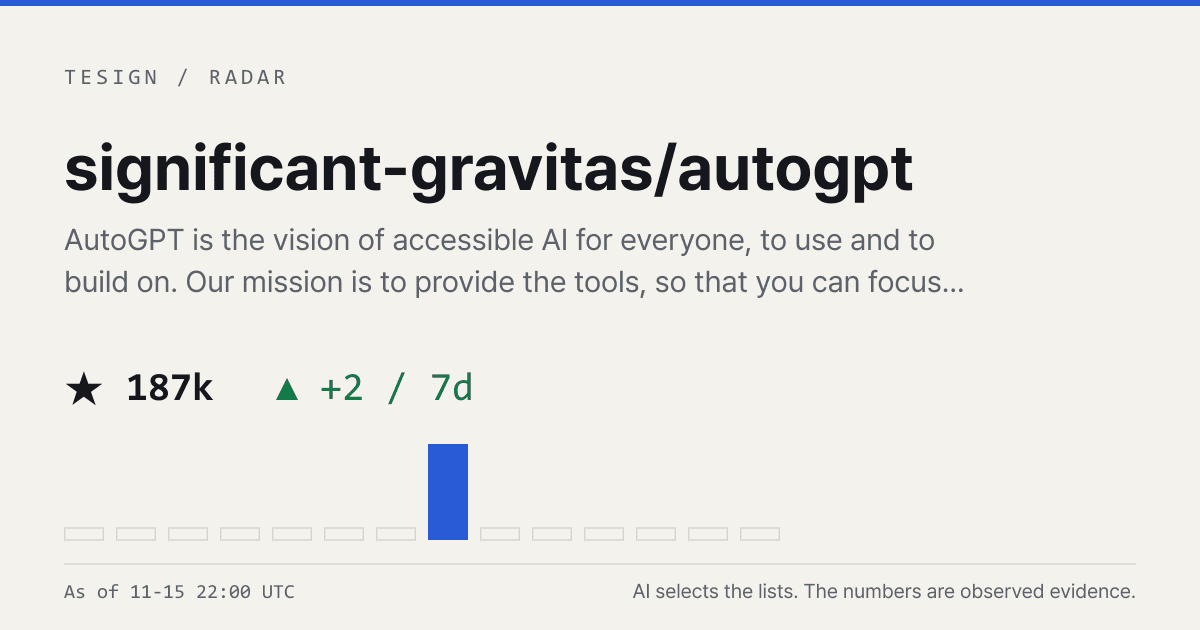 TESIGN / RADAR
significant-gravitas/autogpt
AutoGPT is the vision of accessible AI for everyone, to use and to
build on. Our mission is to provide the tools, so that you can focus…
★ 187k ▲ +2 / 7d
As of 11-15 22:00 UTC
AI selects the lists. The numbers are observed evidence.